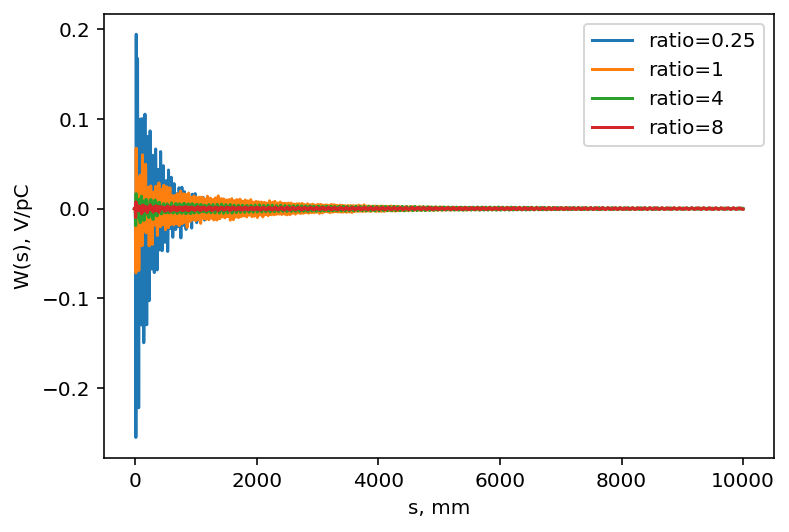 0.2
0.1
0.0
−0.1
−0.2
W(s), V/pC
ratio=0.25
ratio=1
ratio=4
ratio=8
0 2000 4000 6000 8000 10000
s, mm